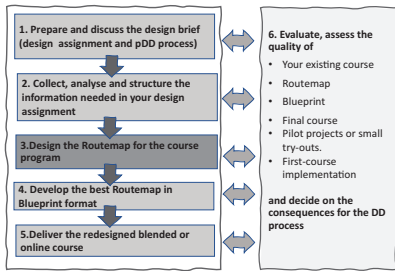 1. Prepare and discuss the design brief
(design assignment and pDD process)
2. Collect, analyse and structure the
information needed in your design
assignment
3.Design the Routemap for the course
program
4. Develop the best Routemap in
Blueprint format
5.Deliver the redesigned blended or
online course
6. Evaluate, assess the
quality of
• Your existing course
• Routemap
• Blueprint
• Final course
• Pilot projects or small
try-outs.
• First-course
implementation
and decide on the
consequences for the DD
process